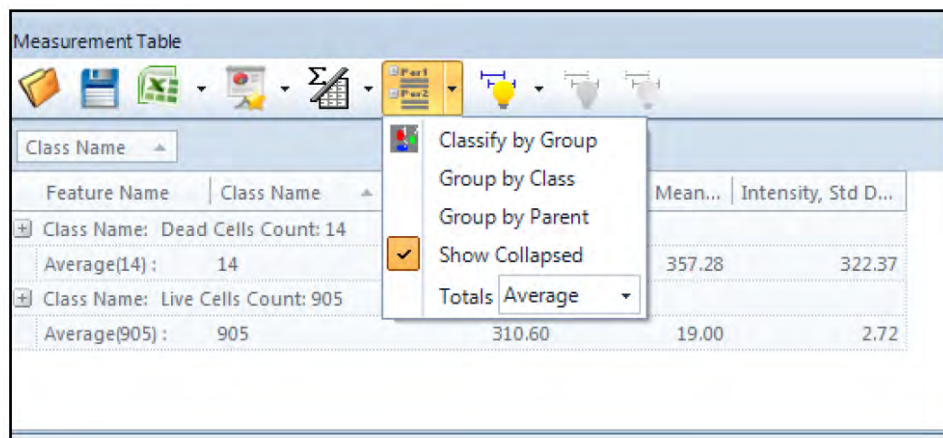 Measurement Table
Per1
Per2
Class Name
Feature Name Class Name Mean... Intensity, Std D...
Class Name: Dead Cells Count: 14
Average(14) : 14 357.28 322.37
Class Name: Live Cells Count: 905
Average(905) : 905 310.60 19.00 2.72
Classify by Group
Group by Class
Group by Parent
Show Collapsed
Totals Average